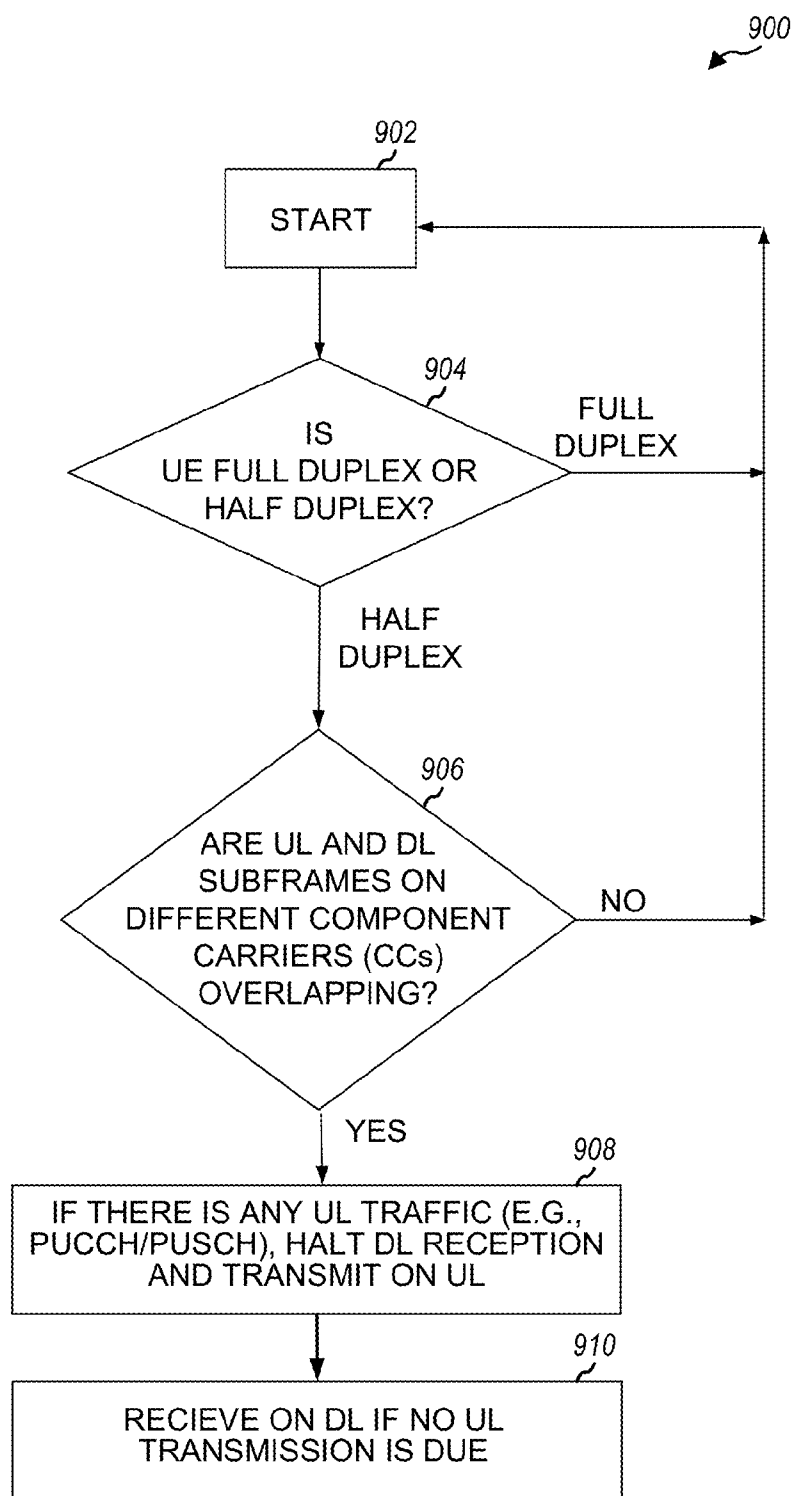 900
902
START
904
IS
UE FULL DUPLEX OR
HALF DUPLEX?
FULL
DUPLEX
HALF
DUPLEX
906
ARE UL AND DL
SUBFRAMES ON
DIFFERENT COMPONENT
CARRIERS (CCs)
OVERLAPPING?
NO
YES
908
IF THERE IS ANY UL TRAFFIC (E.G.,
PUCCH/PUSCH), HALT DL RECEPTION
AND TRANSMIT ON UL
910
RECIEVE ON DL IF NO UL
TRANSMISSION IS DUE